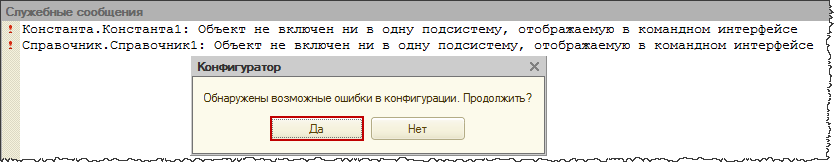 Служебные сообщения
! Константа.Константа1: Объект не включен ни в одну подсистему, отображаемую в командном интерфейсе
! Справочник.Справочник1: Объект не включен ни в одну подсистему, отображаемую в командном интерфейсе
Конфигуратор
Обнаружены возможные ошибки в конфигурации. Продолжить?
Да Нет